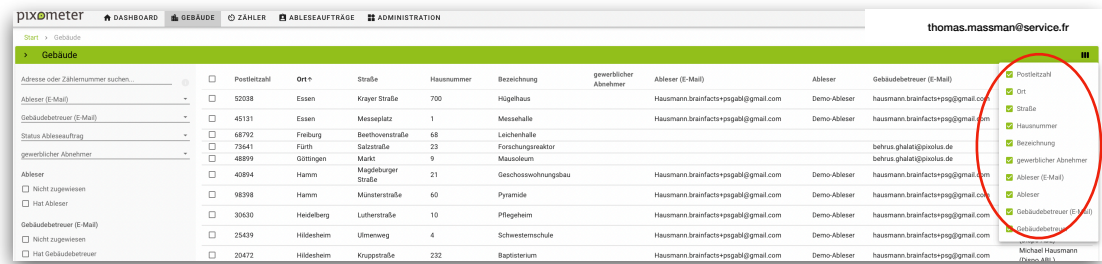 pixometer DASHBOARD GEBÄUDE ZÄHLER ABLESEAUFTRÄGE ADMINISTRATION
thomas.massman@service.fr
Start > Gebäude
> Gebäude
Adresse oder Zählernummer suchen...
Ableser (E-Mail)
Gebäudebetreuer (E-Mail)
Status Ableseauftrag
gewerblicher Abnehmer
Ableser
Nicht zugewiesen
Hat Ableser
Gebäudebetreuer (E-Mail)
Nicht zugewiesen
Hat Gebäudebetreuer
Postleitzahl Ort↑ Straße Hausnummer Bezeichnung gewerblicher Abnehmer Ableser (E-Mail) Ableser Gebäudebetreuer (E-Mail)
52038 Essen Krayer Straße 700 Hügelhaus Hausmann.brainfacts+psgabl@gmail.com Demo-Ableser hausmann.brainfacts+psg@gmail.com
45131 Essen Messeplatz 1 Messehalle Hausmann.brainfacts+psgabl@gmail.com Demo-Ableser hausmann.brainfacts+psg@gmail.com
68792 Freiburg Beethovenstraße 68 Leichenhalle
73641 Fürth Salzstraße 23 Forschungsreaktor behrus.ghalati@pixolus.de
48899 Göttingen Markt 9 Mausoleum behrus.ghalati@pixolus.de
40894 Hamm Magdeburger Straße 21 Geschosswohnungsbau Hausmann.brainfacts+psgabl@gmail.com Demo-Ableser hausmann.brainfacts+psg@gmail.com
98398 Hamm Münsterstraße 60 Pyramide Hausmann.brainfacts+psgabl@gmail.com Demo-Ableser hausmann.brainfacts+psg@gmail.com
30630 Heidelberg Lutherstraße 10 Pflegeheim Hausmann.brainfacts+psgabl@gmail.com Demo-Ableser hausmann.brainfacts+psg@gmail.com
25439 Hildesheim Ulmenweg 4 Schwesternschule Hausmann.brainfacts+psgabl@gmail.com Demo-Ableser hausmann.brainfacts+psg@gmail.com
20472 Hildesheim Kruppstraße 232 Baptisterium Hausmann.brainfacts+psgabl@gmail.com Demo-Ableser hausmann.brainfacts+psg@gmail.com
Postleitzahl
Ort
Straße
Hausnummer
Bezeichnung
gewerblicher Abnehmer
Ableser (E-Mail)
Ableser
Gebäudebetreuer (E-Mail)
Gebäudebetreuer
Michael Hausmann